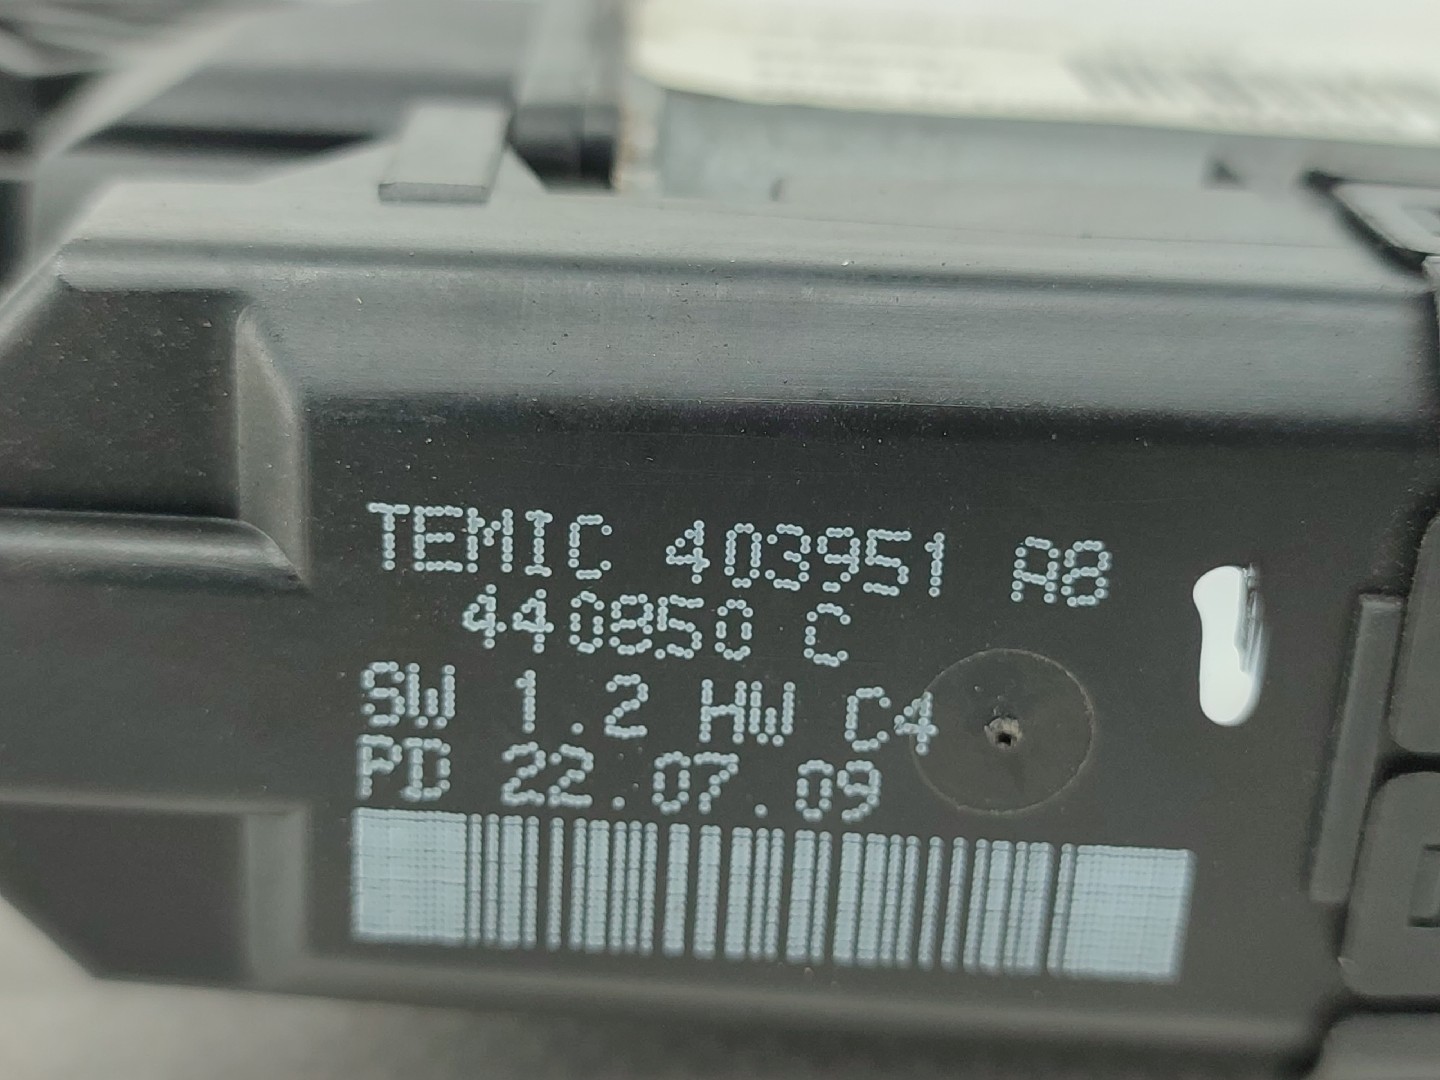 TEMIC 403951 A8
440850 C
SW 1.2 HW C4
PD 22.07.09